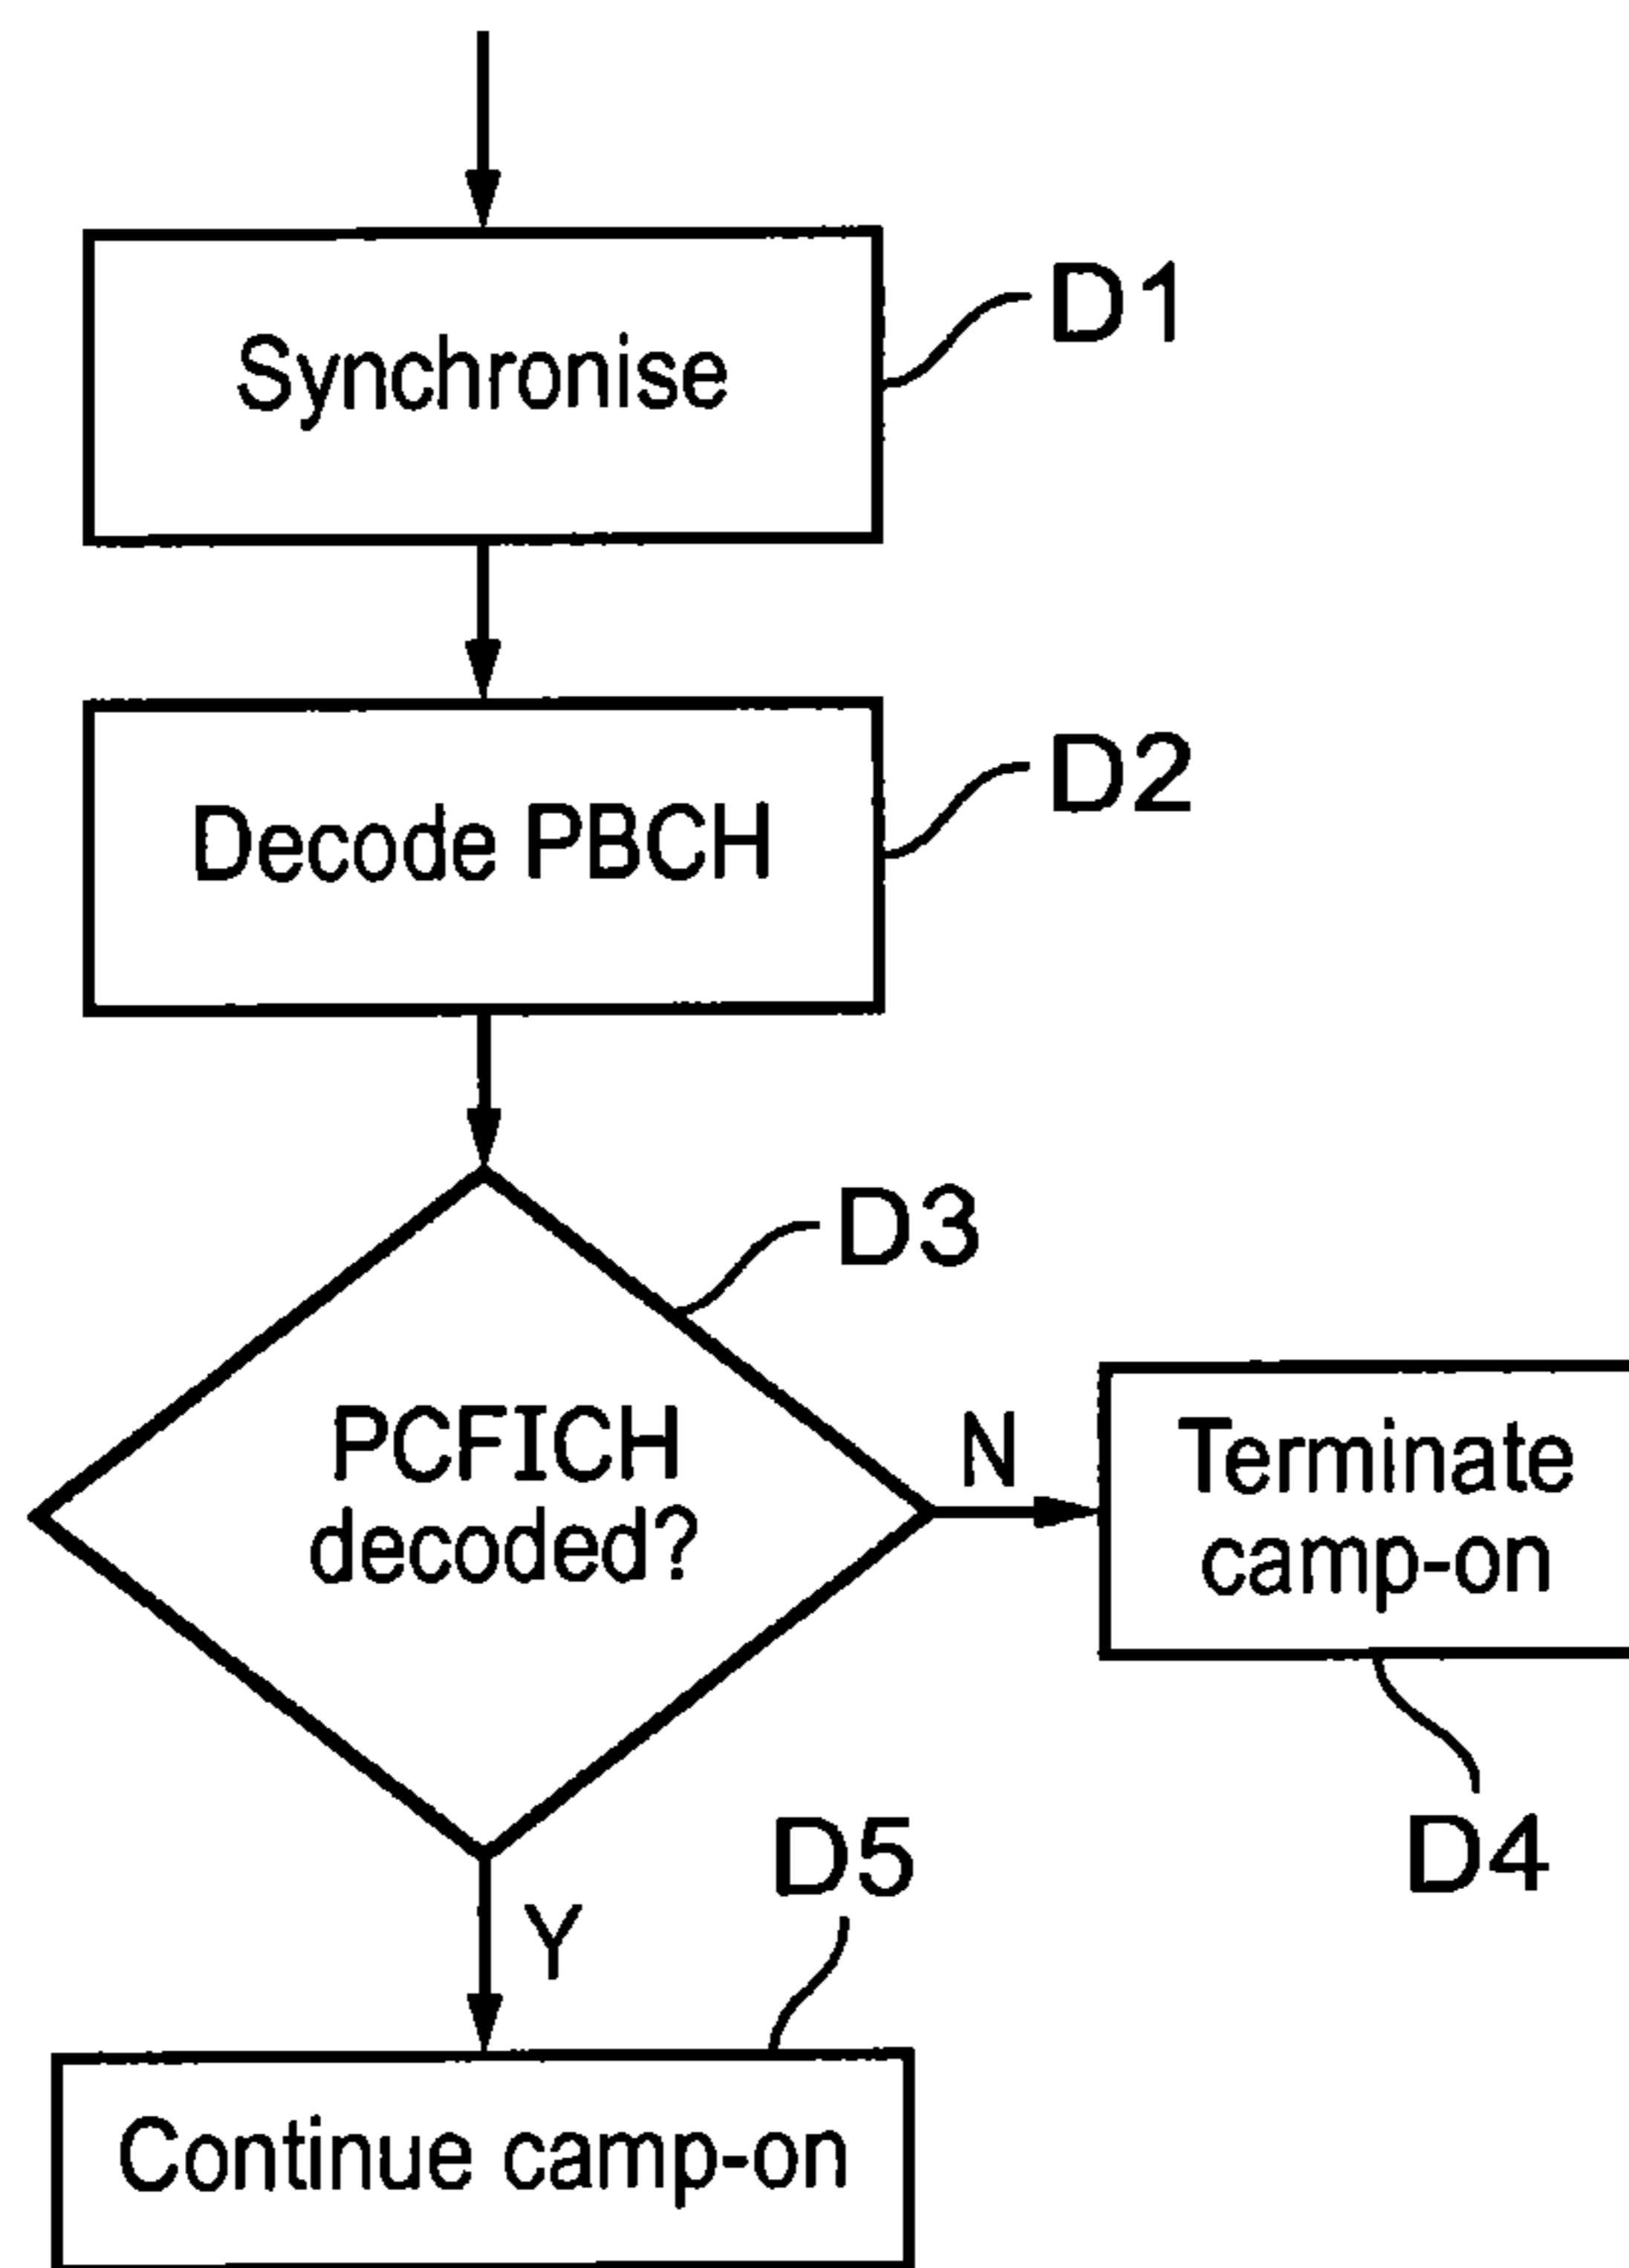 Synchronise
D1
Decode PBCH
D2
D3
PCFICH
decoded?
N
Terminate
camp-on
D4
D5
Y
Continue camp-on